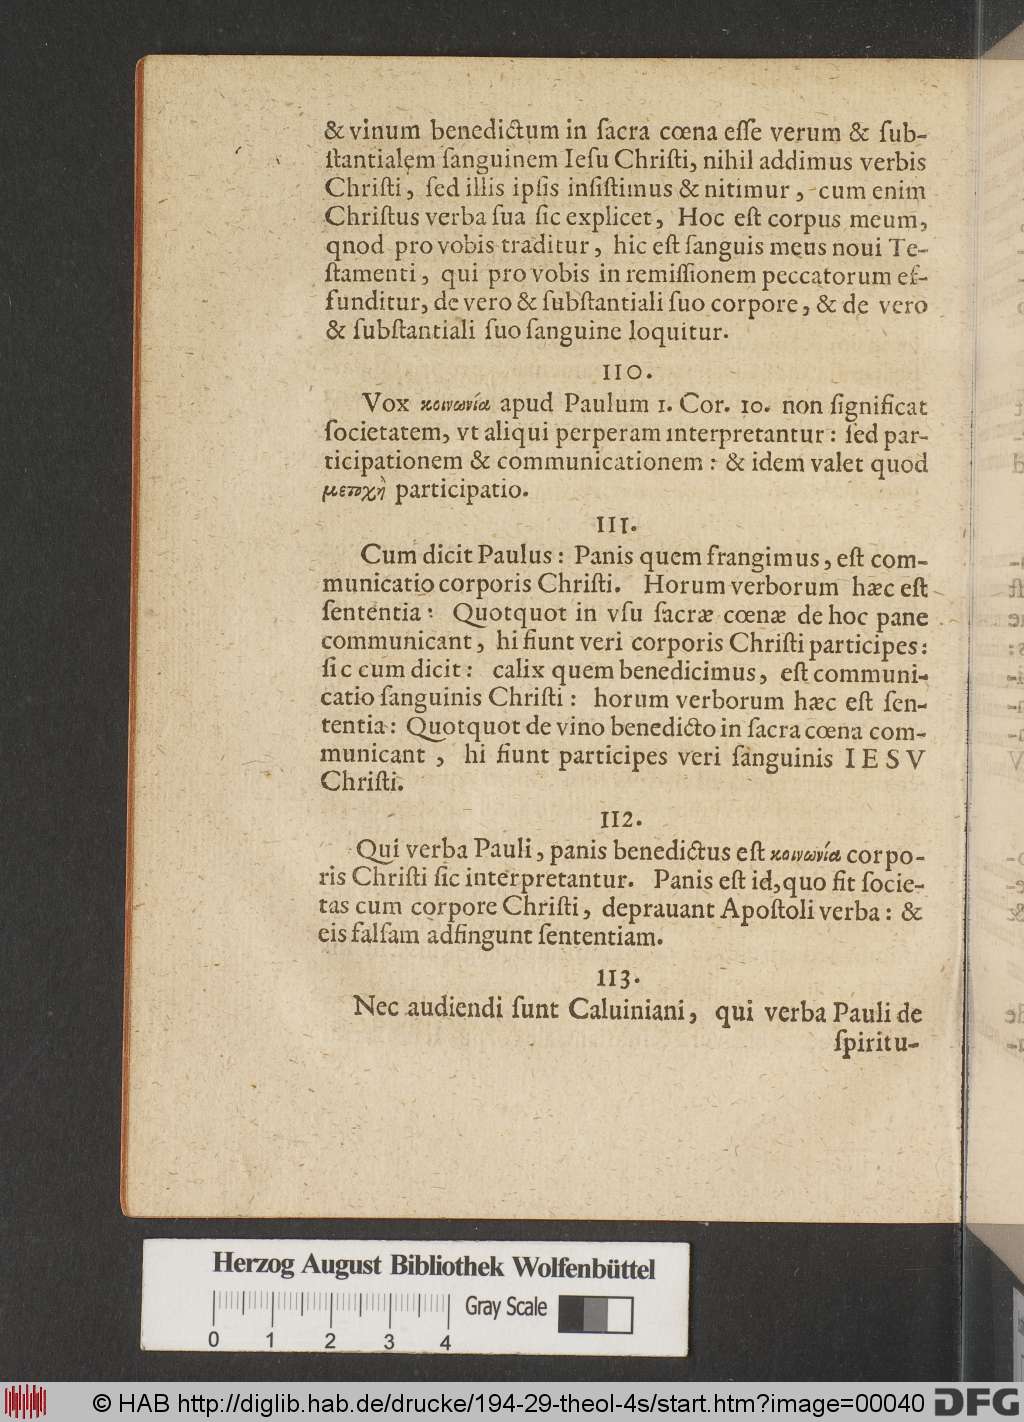 & vinum benedictum in ſacra cœna eſſe verum & ſub-
ſtantialem ſanguinem Ieſu Chriſti, nihil addimus verbis
Chriſti, ſed illis ipſis inſiſtimus & nitimur, cum enim
Chriſtus verba ſua ſic explicet, Hoc eſt corpus meum,
qnod pro vobis traditur, hic eſt ſanguis meus noui Te-
ſtamenti, qui pro vobis in remiſſionem peccatorum ef-
funditur, de vero & ſubſtantiali ſuo corpore, & de vero
& ſubſtantiali ſuo ſanguine loquitur.
110.
Vox κοινωνία apud Paulum 1. Cor. 10. non ſignificat
ſocietatem, vt aliqui perperam interpretantur: ſed par-
ticipationem & communicationem: & idem valet quod
μετοχὴ participatio.
111.
Cum dicit Paulus: Panis quem frangimus, eſt com-
municatio corporis Chriſti. Horum verborum hæc eſt
ſententia: Quotquot in vſu ſacræ cœnæ de hoc pane
communicant, hi fiunt veri corporis Chriſti participes:
ſic cum dicit: calix quem benedicimus, eſt communi-
catio ſanguinis Chriſti: horum verborum hæc eſt ſen-
tentia: Quotquot de vino benedicto in ſacra cœna com-
municant, hi fiunt participes veri ſanguinis IESV
Chriſti.
112.
Qui verba Pauli, panis benedictus eſt κοινωνία corpo-
ris Chriſti ſic interpretantur. Panis eſt id, quo fit ſocie-
tas cum corpore Chriſti, deprauant Apoſtoli verba: &
eis falſam adfingunt ſententiam.
113.
Nec audiendi ſunt Caluiniani, qui verba Pauli de
ſpiritu-
Herzog August Bibliothek Wolfenbüttel
Gray Scale
0 1 2 3 4
© HAB http://diglib.hab.de/drucke/194-29-theol-4s/start.htm?image=00040 DFG